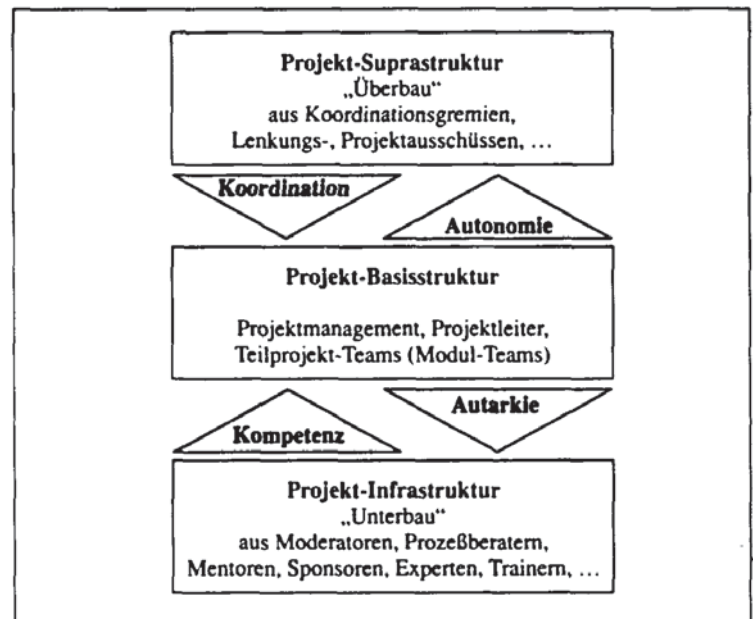 Projekt-Suprastruktur
„Überbau“
aus Koordinationsgremien,
Lenkungs-, Projektausschüssen, …
Koordination
Autonomie
Projekt-Basisstruktur
Projektmanagement, Projektleiter,
Teilprojekt-Teams (Modul-Teams)
Autarkie
Kompetenz
Projekt-Infrastruktur
„Unterbau“
aus Moderatoren, Prozeßberatern,
Mentoren, Sponsoren, Experten, Trainern, …